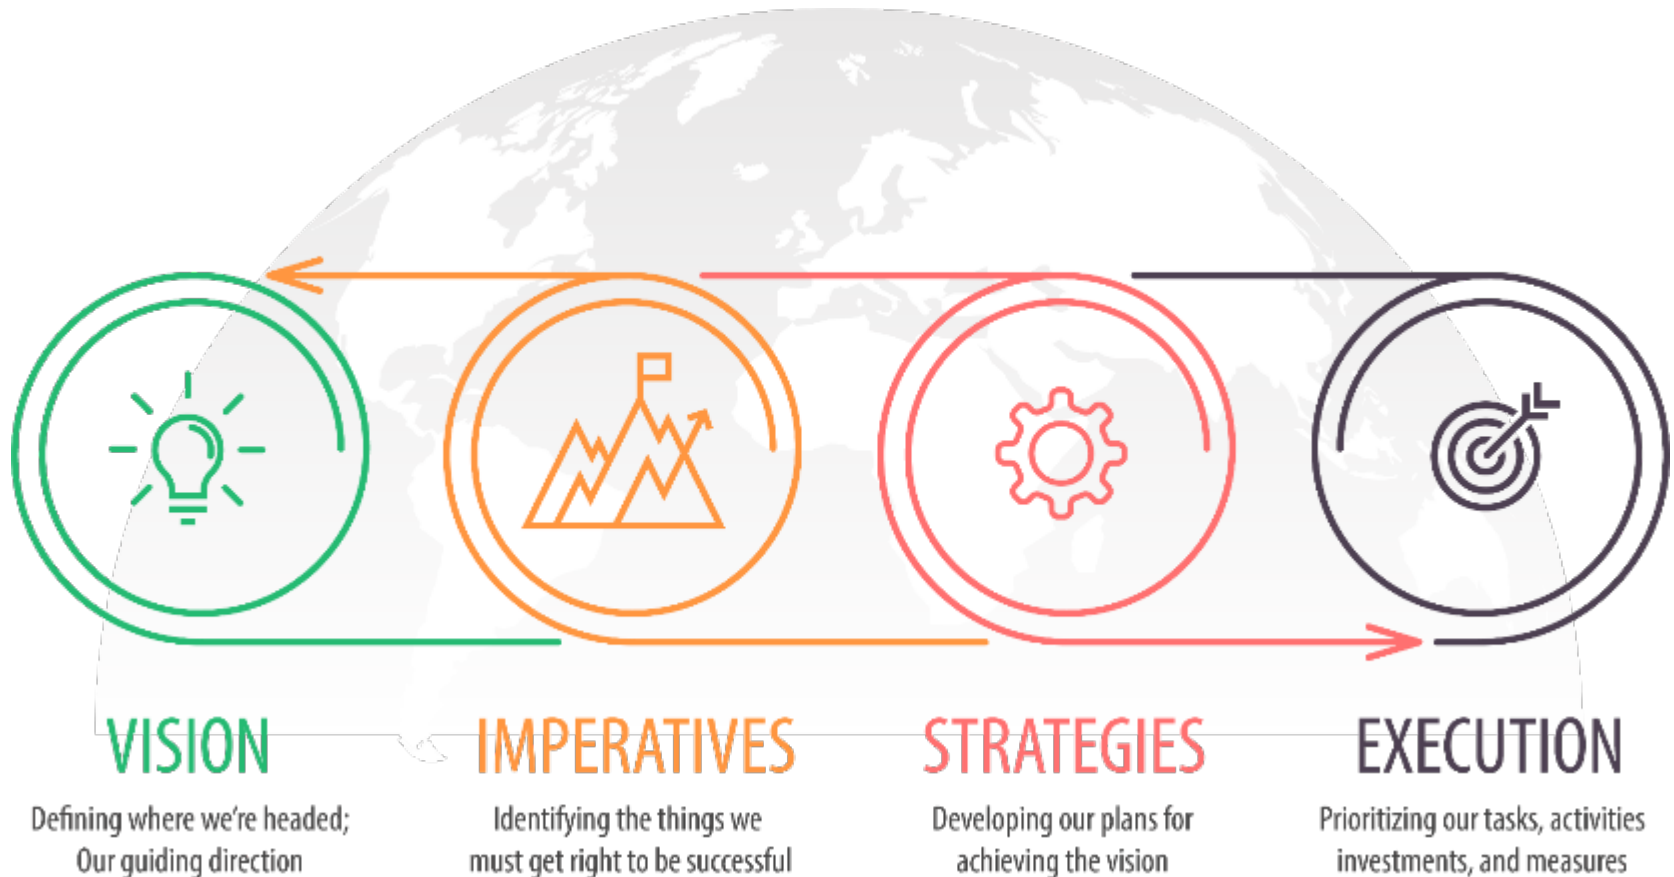 VISION
Defining where we're headed;
Our guiding direction
IMPERATIVES
Identifying the things we
must get right to be successful
STRATEGIES
Developing our plans for
achieving the vision
EXECUTION
Prioritizing our tasks, activities
investments, and measures